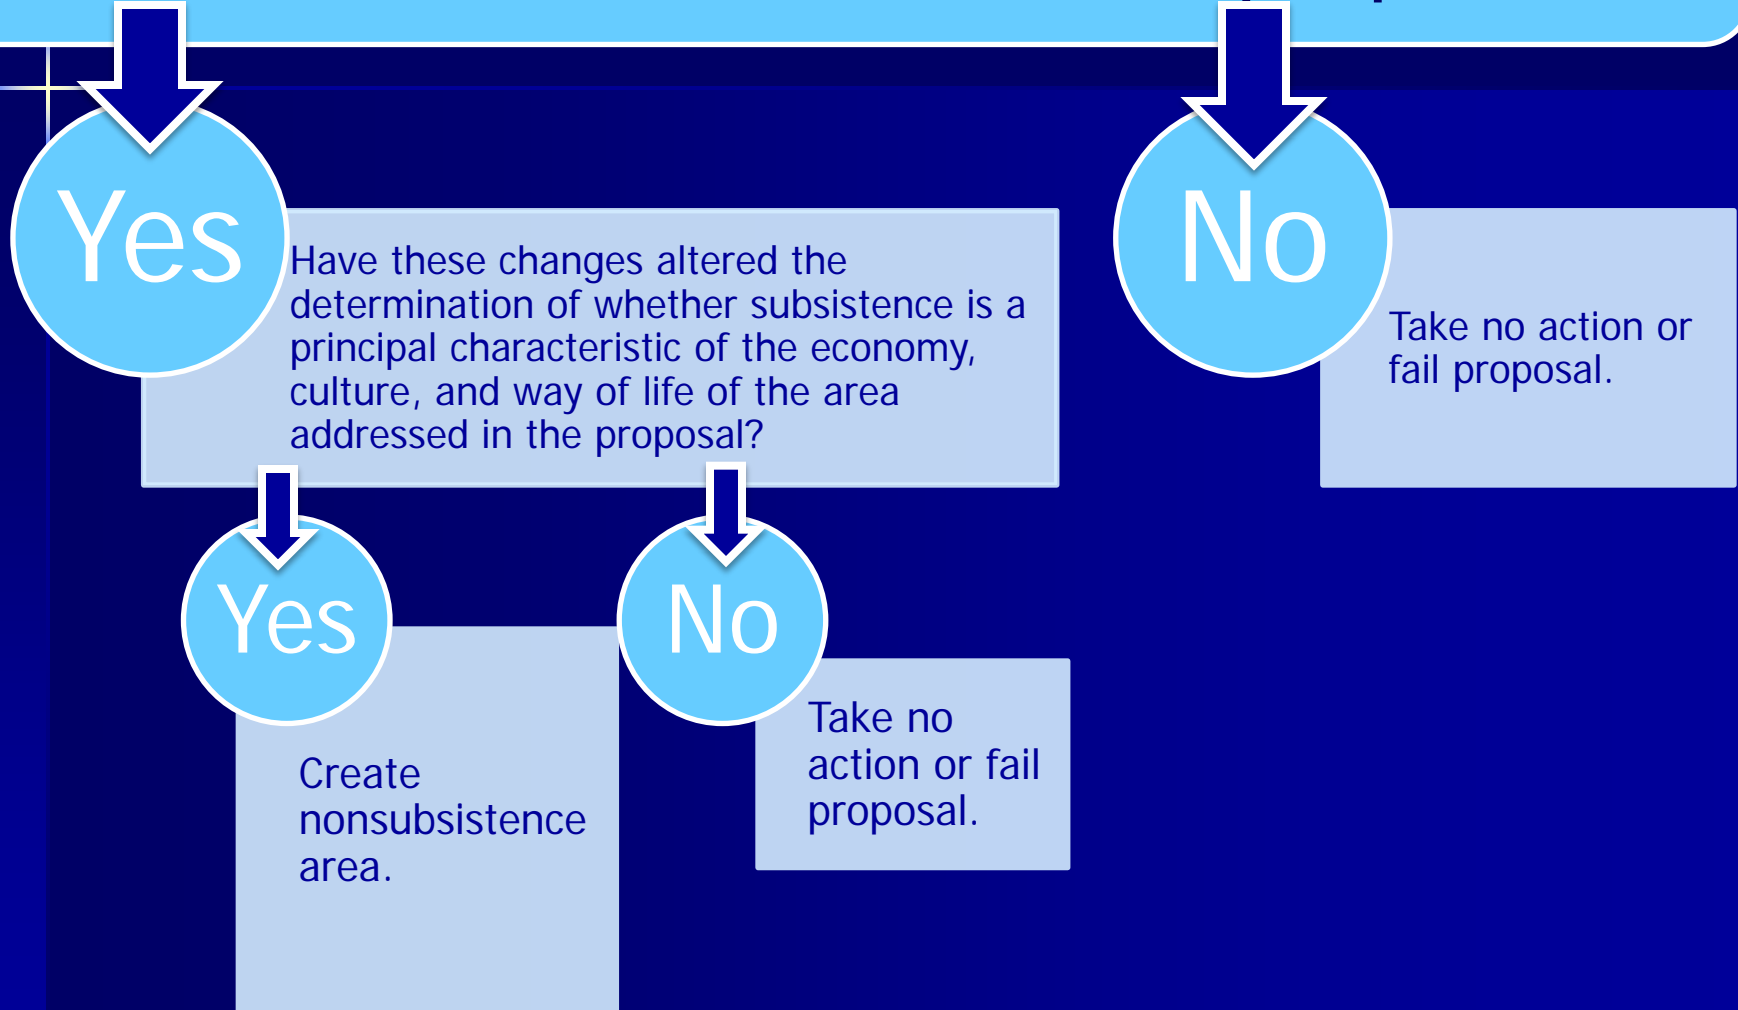 Yes
Have these changes altered the
determination of whether subsistence is a
principal characteristic of the economy,
culture, and way of life of the area
addressed in the proposal?
No
Take no action or
fail proposal.
Yes
Create
nonsubsistence
area.
No
Take no
action or fail
proposal.